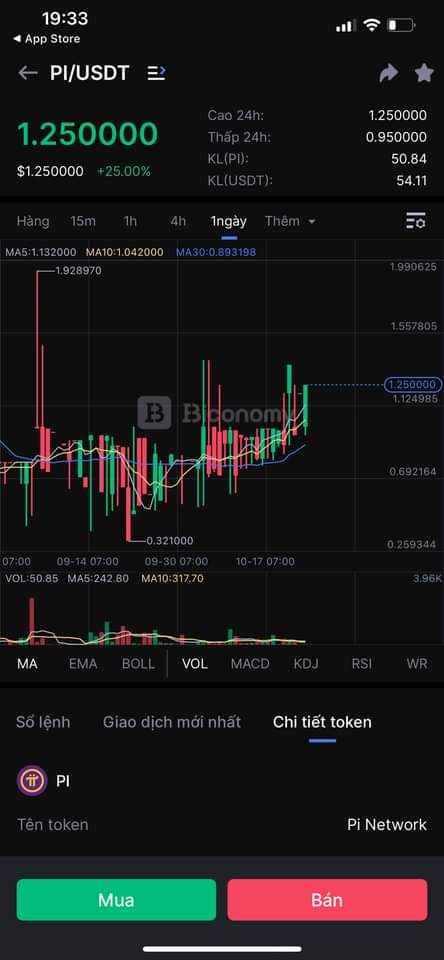 19:33
◀ App Store
PI/USDT
1.250000
$1.250000 +25.00%
Cao 24h: 1.250000
Thấp 24h: 0.950000
KL(PI): 50.84
KL(USDT): 54.11
Hàng 15m 1h 4h 1ngày Thêm
MA5:1.132000 MA10:1.042000 MA30:0.893198
1.990625
1.928970
1.557805
1.250000
1.124985
Biconomy
0.692164
0.321000
0.259344
07:00 09-14 07:00 09-30 07:00 10-17 07:00
VOL:50.85 MA5:242.80 MA10:317.70 3.96K
MA EMA BOLL VOL MACD KDJ RSI WR
Sổ lệnh Giao dịch mới nhất Chi tiết token
PI
Tên token Pi Network
Mua Bán